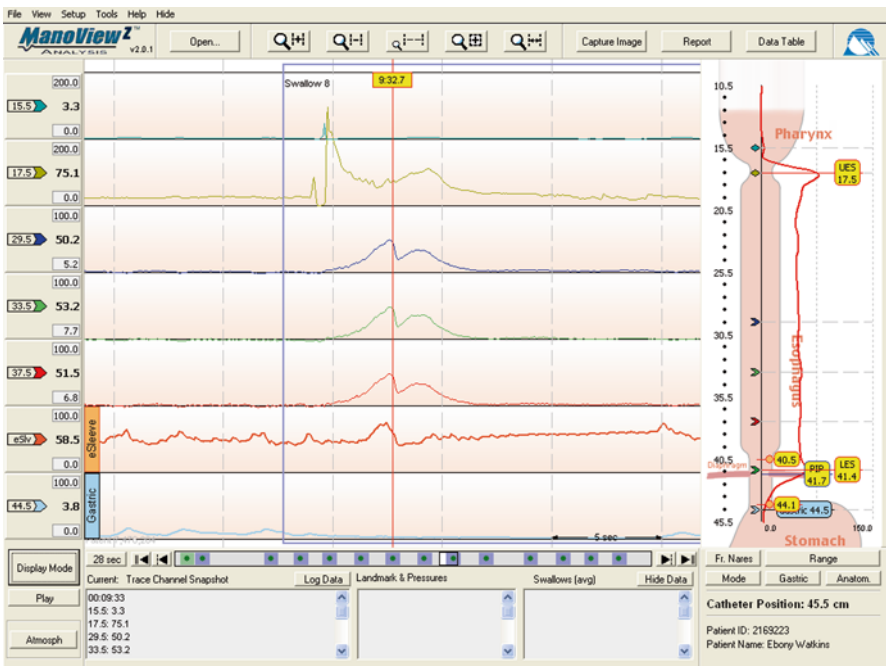 File View Setup Tools Help Hide
ManoView Z™
ANALYSIS v2.0.1
Open...
Capture Image
Report
Data Table
200.0
15.5 3.3
0.0
200.0
17.5 75.1
0.0
100.0
29.5 50.2
5.2
100.0
33.5 53.2
7.7
100.0
37.5 51.5
6.8
100.0
eSlv 58.5
0.0
100.0
44.5 3.8
0.0
Swallow 8
9:32.7
eSleeve
Gastric
100.0
5 sec
10.5
15.5
20.5
25.5
30.5
35.5
40.5
45.5
Pharynx
UES
17.5
Esophagus
Diaphragm
40.5
PIP
41.7
LES
41.4
44.1
Gastric 44.5
0.0 150.0
Stomach
Display Mode
Play
Atmosph
28 sec
Current: Trace Channel Snapshot
Log Data
Landmark & Pressures
Swallows (avg)
Hide Data
00:09:33
15.5: 3.3
17.5: 75.1
29.5: 50.2
33.5: 53.2
Fr. Nares
Range
Mode
Gastric
Anatom.
Catheter Position: 45.5 cm
Patient ID: 2169223
Patient Name: Ebony Watkins